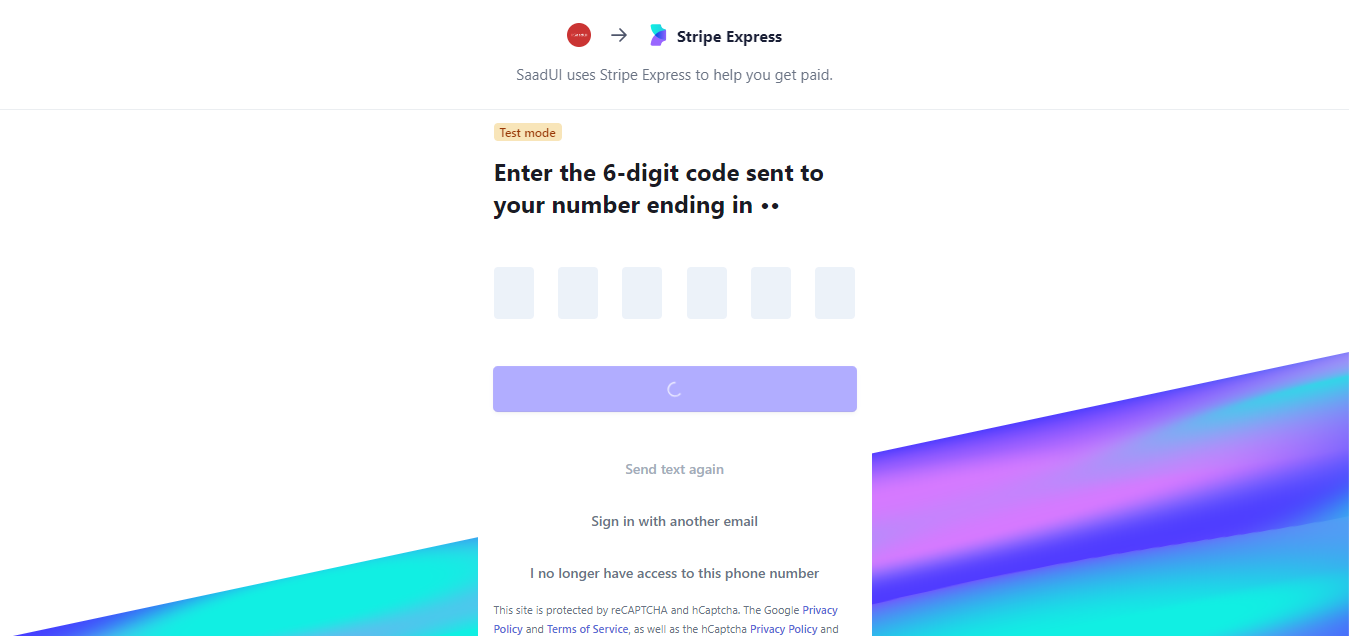 Stripe Express
SaadUI uses Stripe Express to help you get paid.
Test mode
Enter the 6-digit code sent to
your number ending in ••
Send text again
Sign in with another email
I no longer have access to this phone number
This site is protected by reCAPTCHA and hCaptcha. The Google Privacy
Policy and Terms of Service, as well as the hCaptcha Privacy Policy and